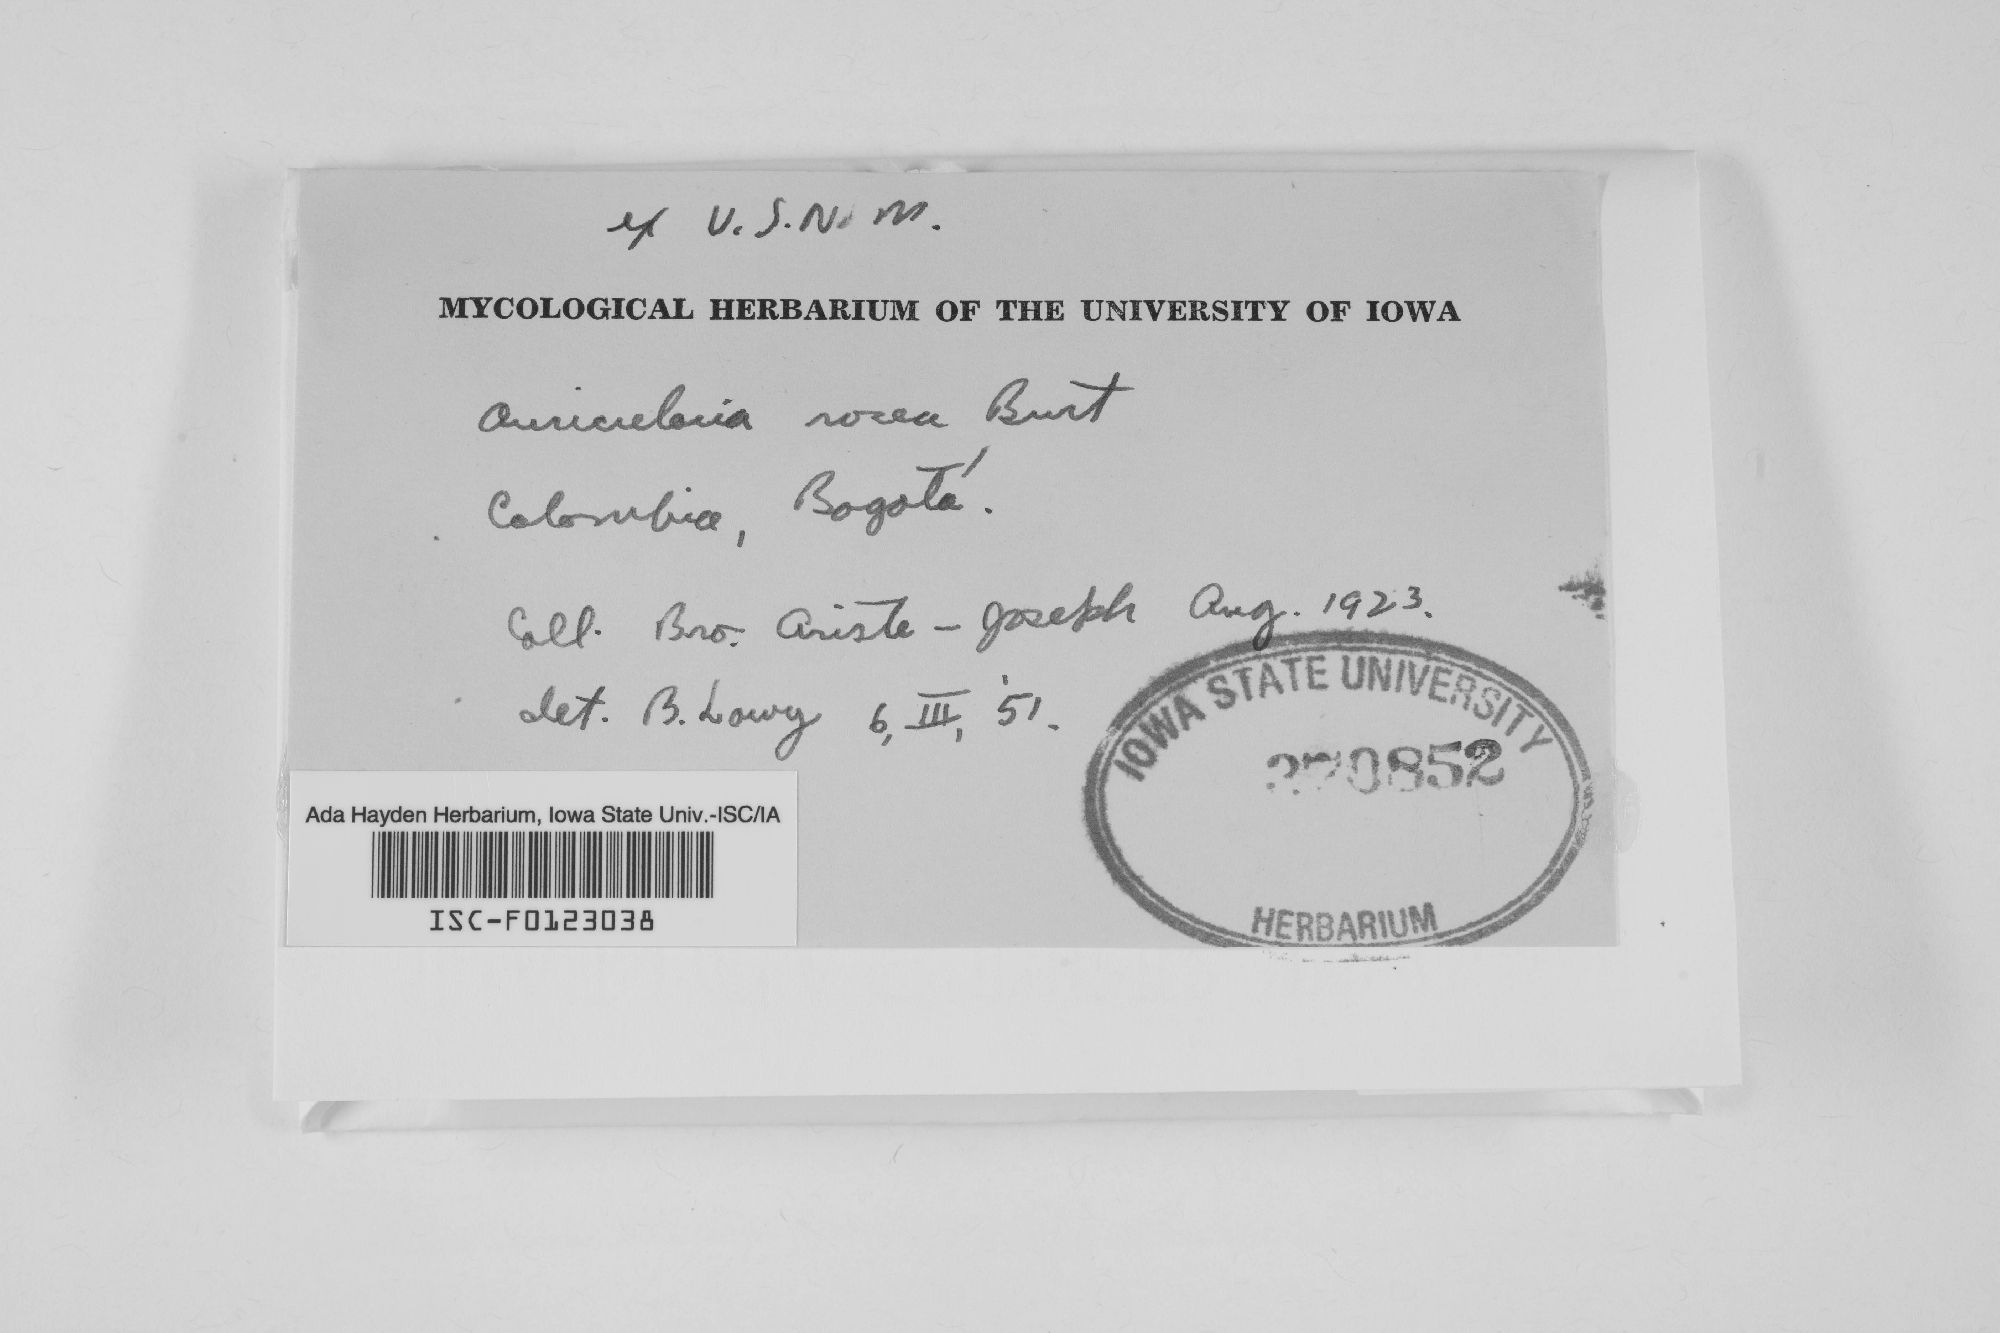 ex U.S.N.M.
MYCOLOGICAL HERBARIUM OF THE UNIVERSITY OF IOWA
Auricularia rosea Burt
Colombia, Bogotá.
Coll. Bro. Ariste - Joseph Aug. 1923.
det. B. Lowy 6, III, '51.
IOWA STATE UNIVERSITY
HERBARIUM
Ada Hayden Herbarium, Iowa State Univ.-ISC/IA
ISC-F0123038